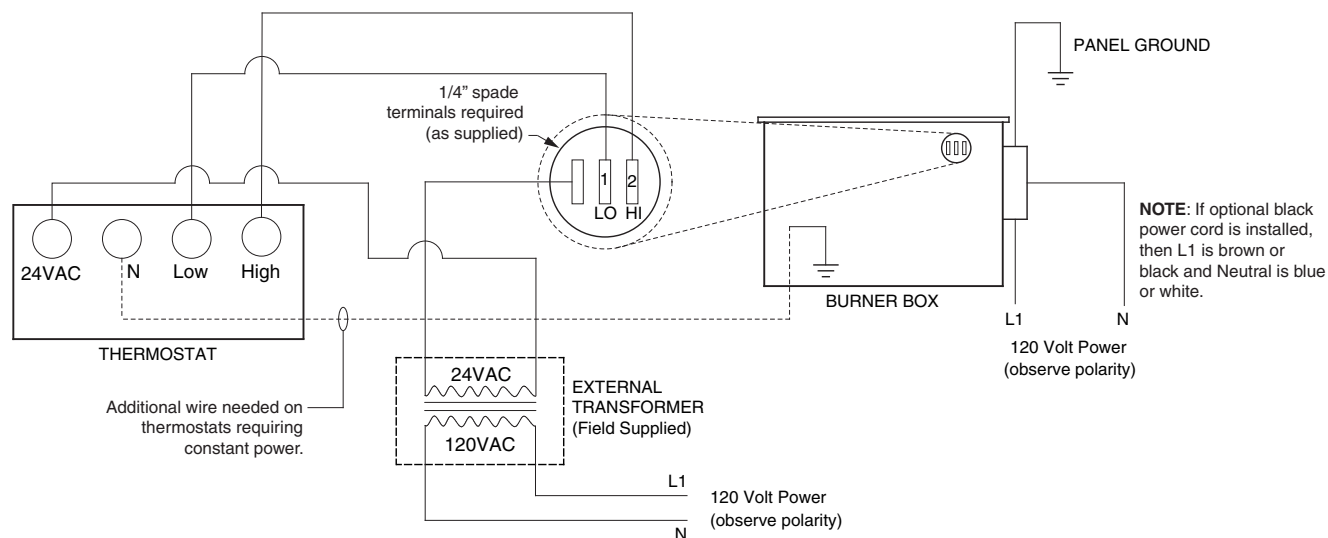 PANEL GROUND
1/4” spade
terminals required
(as supplied)
1
2
LO HI
24VAC
N
Low
High
THERMOSTAT
BURNER BOX
NOTE: If optional black
power cord is installed,
then L1 is brown or
black and Neutral is blue
or white.
L1
N
120 Volt Power
(observe polarity)
Additional wire needed on
thermostats requiring
constant power.
24VAC
120VAC
EXTERNAL
TRANSFORMER
(Field Supplied)
L1
N
120 Volt Power
(observe polarity)